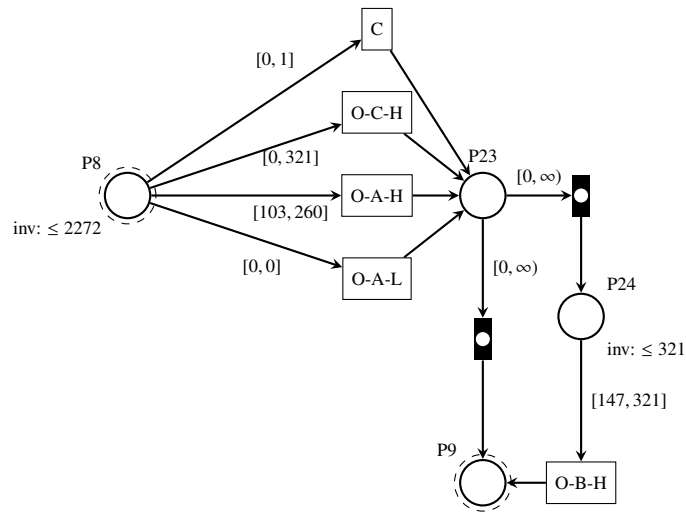 C
[0, 1]
O-C-H
P23
P8
[0, 321]
[0, ∞)
O-A-H
[103, 260]
inv: ≤ 2272
[0, 0]
[0, ∞)
O-A-L
P24
inv: ≤ 321
[147, 321]
P9
O-B-H